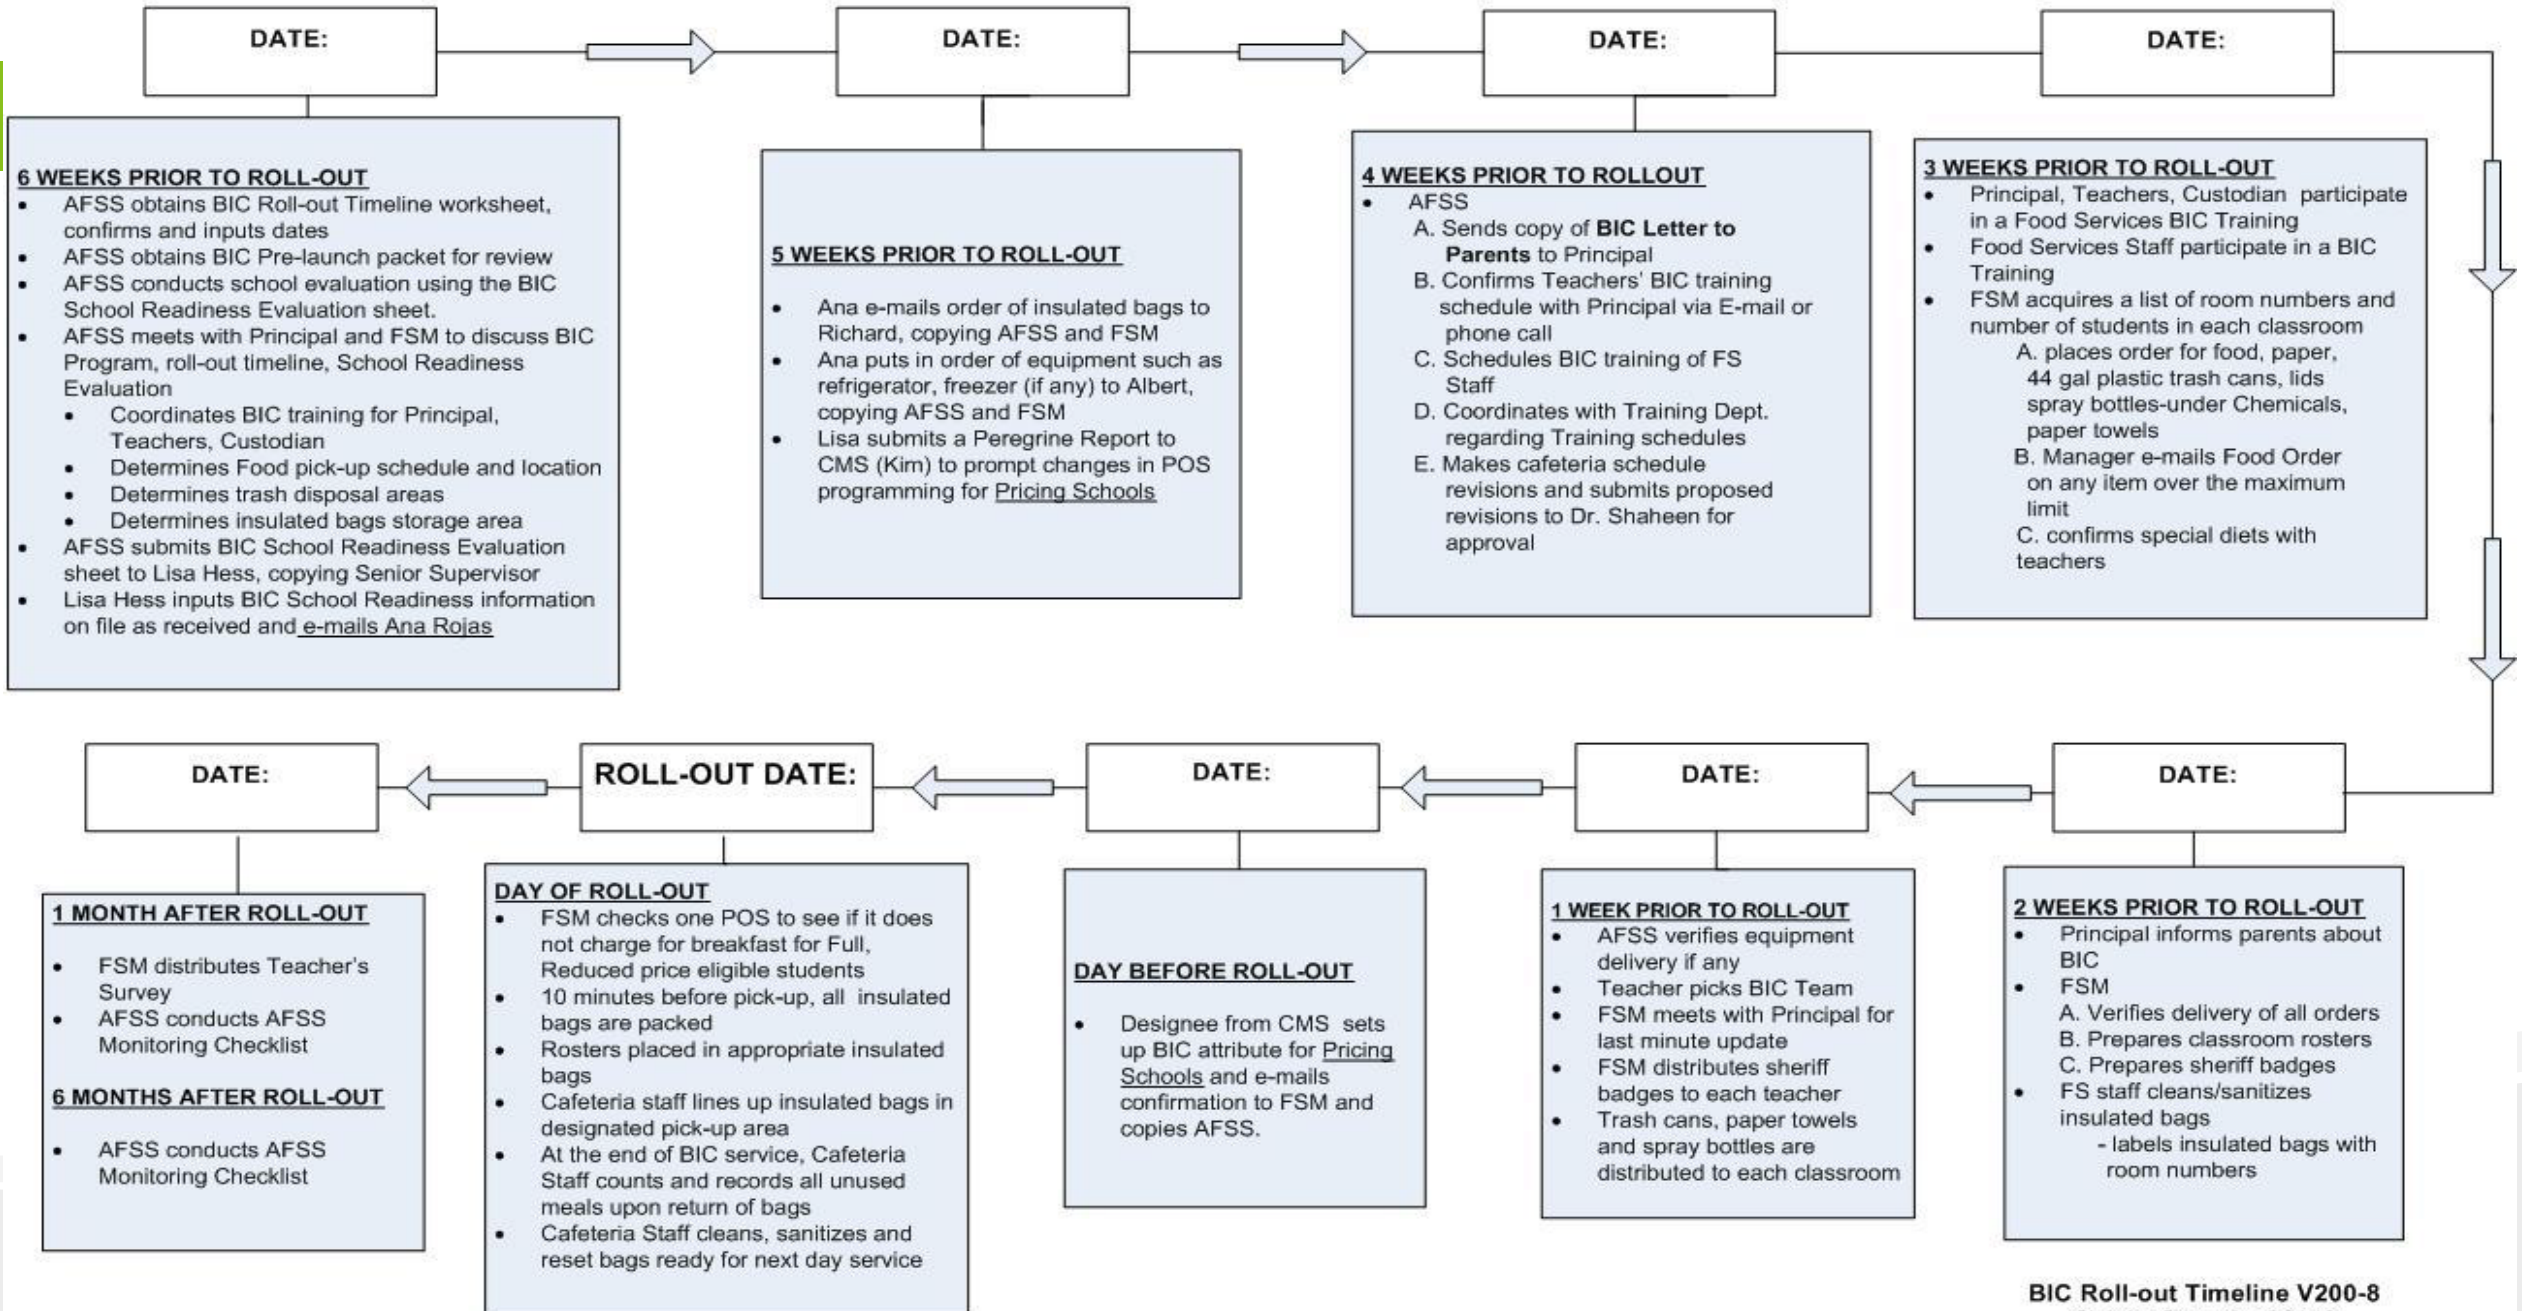 DATE:
6 WEEKS PRIOR TO ROLL-OUT
• AFSS obtains BIC Roll-out Timeline worksheet,
confirms and inputs dates
• AFSS obtains BIC Pre-launch packet for review
• AFSS conducts school evaluation using the BIC
School Readiness Evaluation sheet.
• AFSS meets with Principal and FSM to discuss BIC
Program, roll-out timeline, School Readiness
Evaluation
• Coordinates BIC training for Principal,
Teachers, Custodian
• Determines Food pick-up schedule and location
• Determines trash disposal areas
• Determines insulated bags storage area
• AFSS submits BIC School Readiness Evaluation
sheet to Lisa Hess, copying Senior Supervisor
• Lisa Hess inputs BIC School Readiness information
on file as received and e-mails Ana Rojas
DATE:
5 WEEKS PRIOR TO ROLL-OUT
• Ana e-mails order of insulated bags to
Richard, copying AFSS and FSM
• Ana puts in order of equipment such as
refrigerator, freezer (if any) to Albert,
copying AFSS and FSM
• Lisa submits a Peregrine Report to
CMS (Kim) to prompt changes in POS
programming for Pricing Schools
DATE:
4 WEEKS PRIOR TO ROLLOUT
• AFSS
A. Sends copy of BIC Letter to
Parents to Principal
B. Confirms Teachers' BIC training
schedule with Principal via E-mail or
phone call
C. Schedules BIC training of FS
Staff
D. Coordinates with Training Dept.
regarding Training schedules
E. Makes cafeteria schedule
revisions and submits proposed
revisions to Dr. Shaheen for
approval
DATE:
3 WEEKS PRIOR TO ROLL-OUT
• Principal, Teachers, Custodian participate
in a Food Services BIC Training
• Food Services Staff participate in a BIC
Training
• FSM acquires a list of room numbers and
number of students in each classroom
A. places order for food, paper,
44 gal plastic trash cans, lids
spray bottles-under Chemicals,
paper towels
B. Manager e-mails Food Order
on any item over the maximum
limit
C. confirms special diets with
teachers
DATE:
2 WEEKS PRIOR TO ROLL-OUT
• Principal informs parents about
BIC
• FSM
A. Verifies delivery of all orders
B. Prepares classroom rosters
C. Prepares sheriff badges
• FS staff cleans/sanitizes
insulated bags
- labels insulated bags with
room numbers
DATE:
1 WEEK PRIOR TO ROLL-OUT
• AFSS verifies equipment
delivery if any
• Teacher picks BIC Team
• FSM meets with Principal for
last minute update
• FSM distributes sheriff
badges to each teacher
• Trash cans, paper towels
and spray bottles are
distributed to each classroom
DATE:
DAY BEFORE ROLL-OUT
• Designee from CMS sets
up BIC attribute for Pricing
Schools and e-mails
confirmation to FSM and
copies AFSS.
ROLL-OUT DATE:
DAY OF ROLL-OUT
• FSM checks one POS to see if it does
not charge for breakfast for Full,
Reduced price eligible students
• 10 minutes before pick-up, all insulated
bags are packed
• Rosters placed in appropriate insulated
bags
• Cafeteria staff lines up insulated bags in
designated pick-up area
• At the end of BIC service, Cafeteria
Staff counts and records all unused
meals upon return of bags
• Cafeteria Staff cleans, sanitizes and
reset bags ready for next day service
DATE:
1 MONTH AFTER ROLL-OUT
• FSM distributes Teacher's
Survey
• AFSS conducts AFSS
Monitoring Checklist
6 MONTHS AFTER ROLL-OUT
• AFSS conducts AFSS
Monitoring Checklist
BIC Roll-out Timeline V200-8